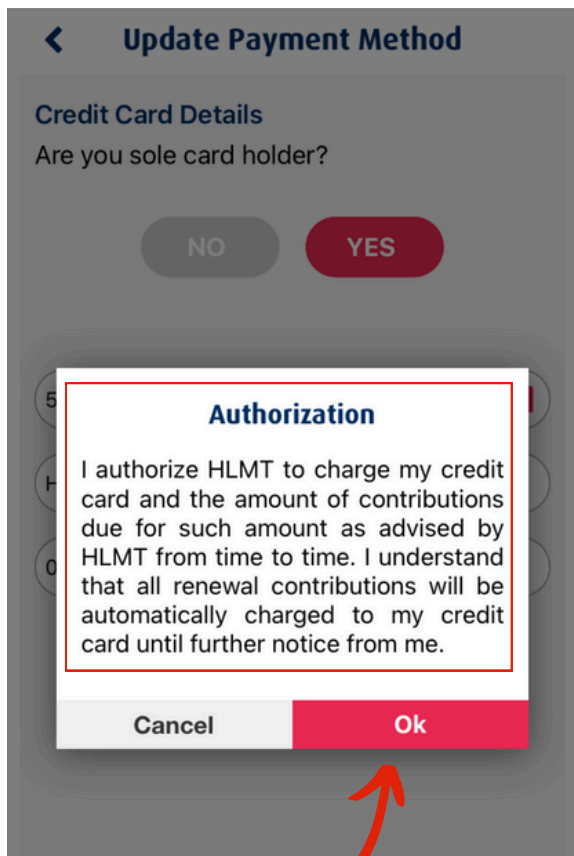 Update Payment Method
Credit Card Details
Are you sole card holder?
NO YES
5
H
0
Authorization
I authorize HLMT to charge my credit
card and the amount of contributions
due for such amount as advised by
HLMT from time to time. I understand
that all renewal contributions will be
automatically charged to my credit
card until further notice from me.
Cancel Ok